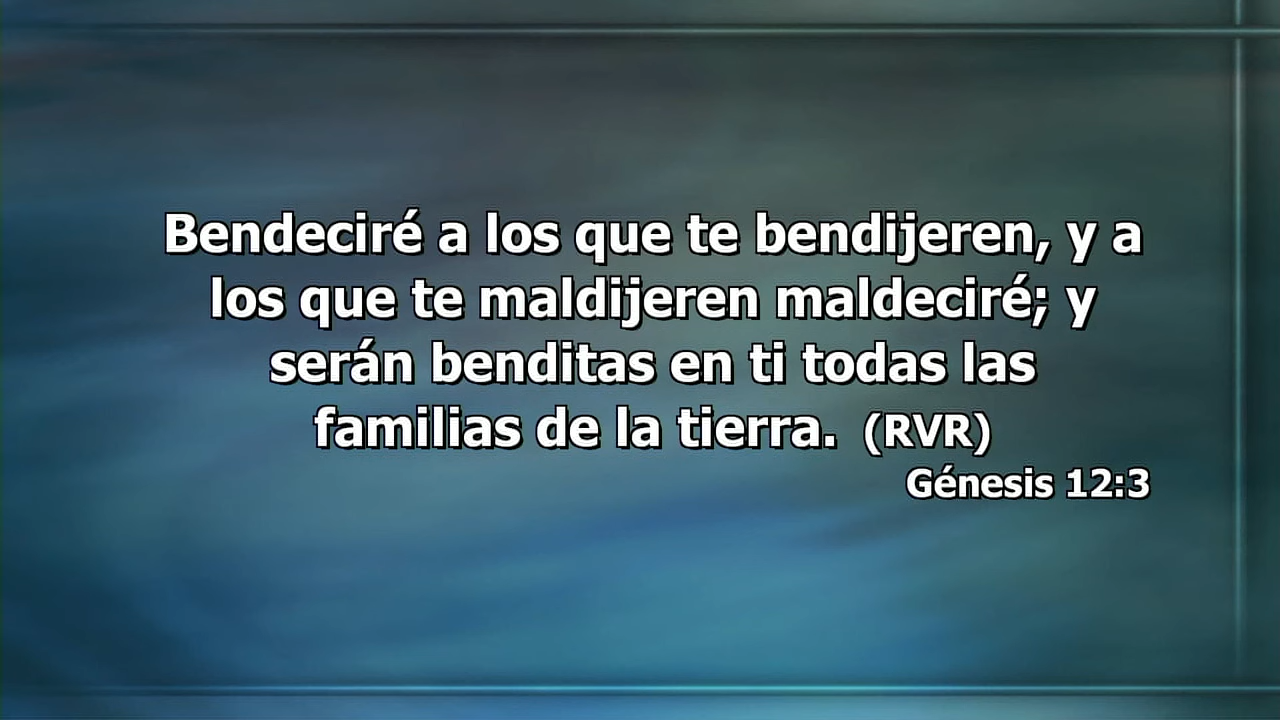 Bendeciré a los que te bendijeren, y a
los que te maldijeren maldeciré; y
serán benditas en ti todas las
familias de la tierra. (RVR)
Génesis 12:3